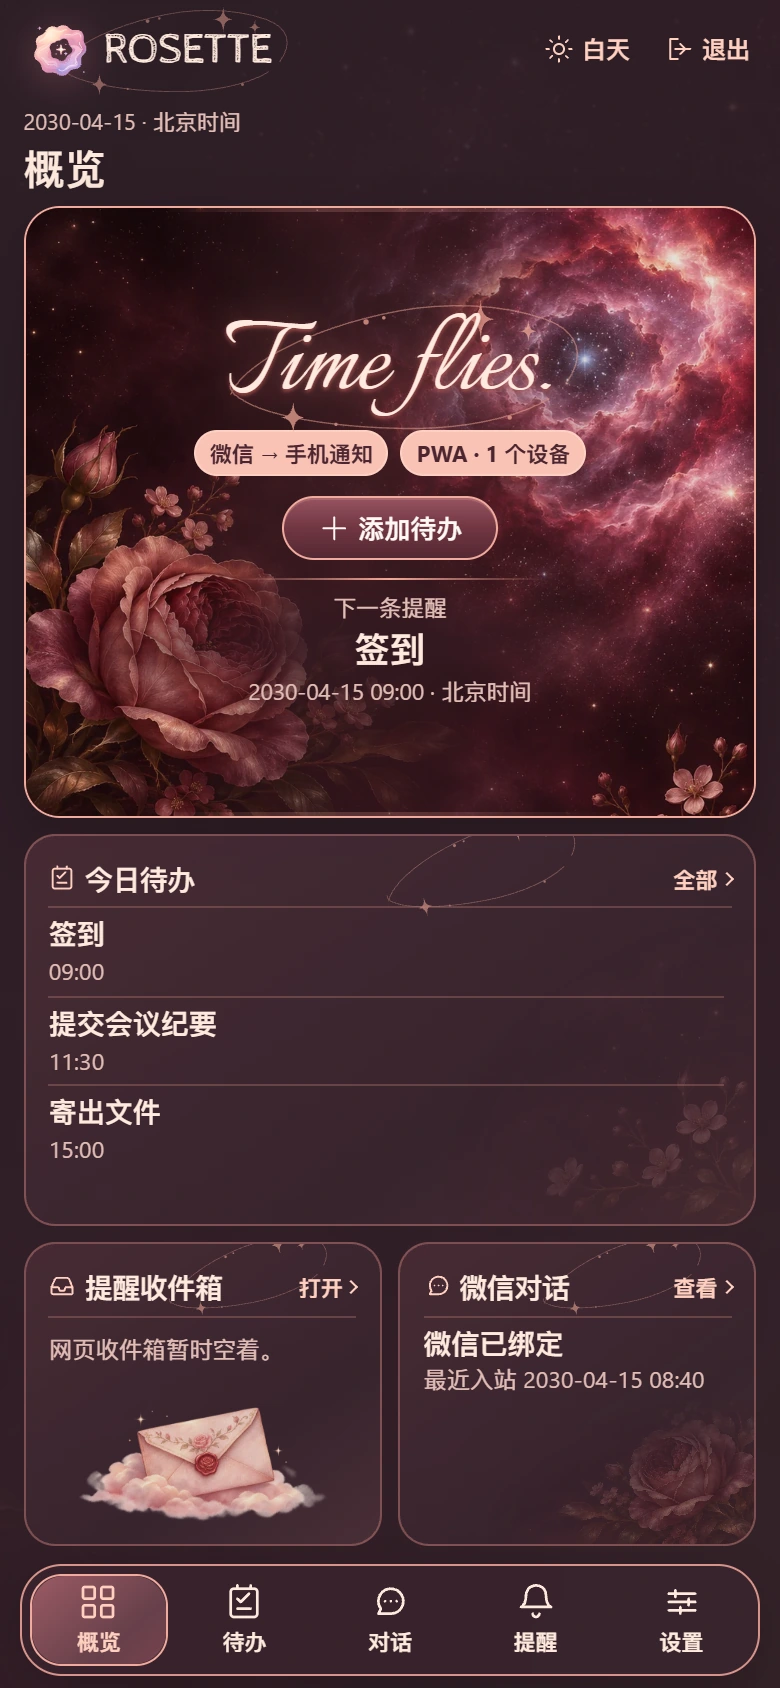 ROSETTE
白天
退出
2030-04-15 · 北京时间
概览
Time flies.
微信 → 手机通知
PWA · 1 个设备
添加待办
下一条提醒
签到
2030-04-15 09:00 · 北京时间
今日待办
全部
签到
09:00
提交会议纪要
11:30
寄出文件
15:00
提醒收件箱
打开
网页收件箱暂时空着。
微信对话
查看
微信已绑定
最近入站 2030-04-15 08:40
概览
待办
对话
提醒
设置